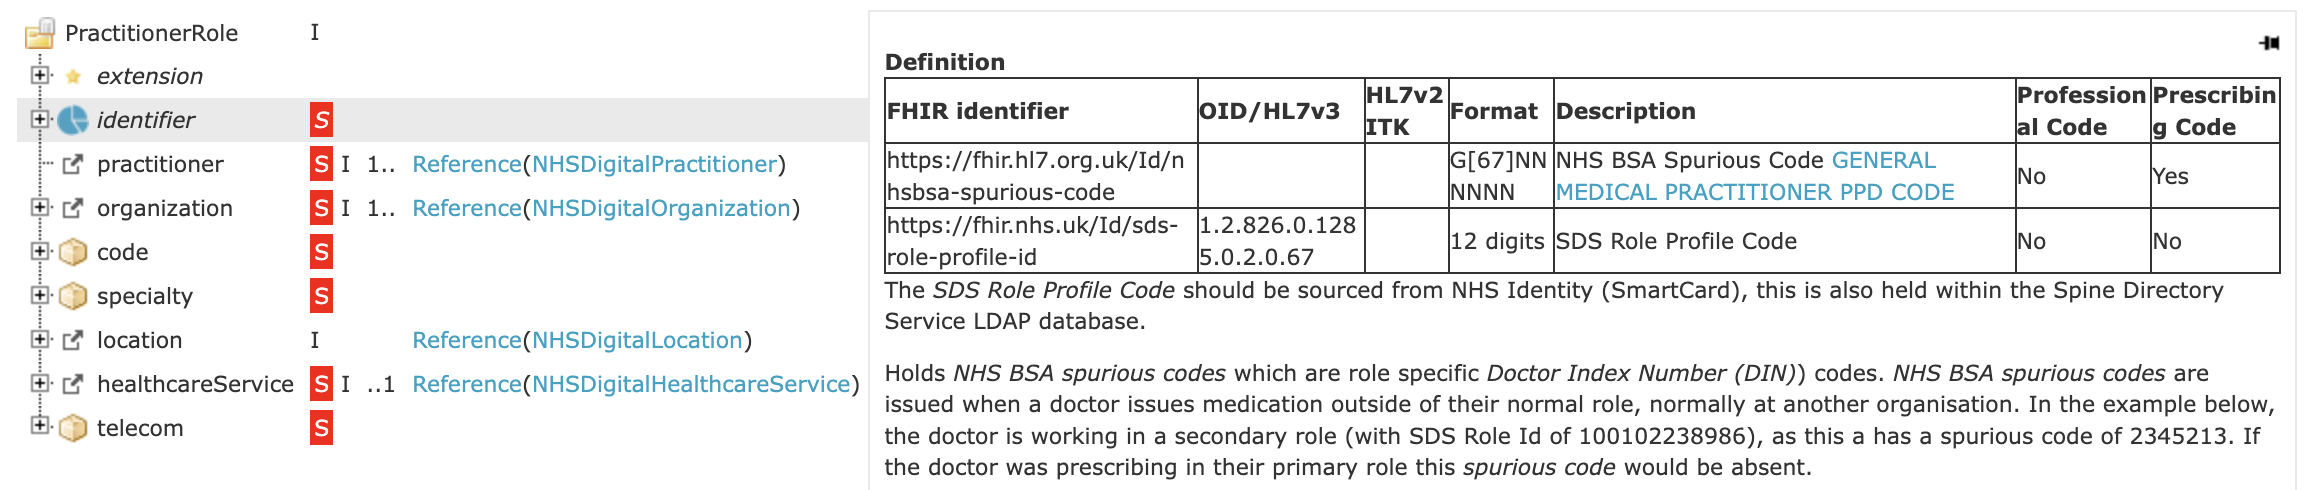 PractitionerRole I
extension
identifier S
practitioner S I 1.. Reference(NHSDigitalPractitioner)
organization S I 1.. Reference(NHSDigitalOrganization)
code S
specialty S
location I Reference(NHSDigitalLocation)
healthcareService S I ..1 Reference(NHSDigitalHealthcareService)
telecom S
Definition
FHIR identifier
OID/HL7v3
HL7v2
ITK
Format
Description
Profession
al Code
Prescribin
g Code
https://fhir.hl7.org.uk/Id/n
hsbsa-spurious-code
G[67]NN
NNNN
NHS BSA Spurious Code GENERAL
MEDICAL PRACTITIONER PPD CODE
No
Yes
https://fhir.nhs.uk/Id/sds-
role-profile-id
1.2.826.0.128
5.0.2.0.67
12 digits
SDS Role Profile Code
No
No
The SDS Role Profile Code should be sourced from NHS Identity (SmartCard), this is also held within the Spine Directory
Service LDAP database.
Holds NHS BSA spurious codes which are role specific Doctor Index Number (DIN)) codes. NHS BSA spurious codes are
issued when a doctor issues medication outside of their normal role, normally at another organisation. In the example below,
the doctor is working in a secondary role (with SDS Role Id of 100102238986), as this a has a spurious code of 2345213. If
the doctor was prescribing in their primary role this spurious code would be absent.